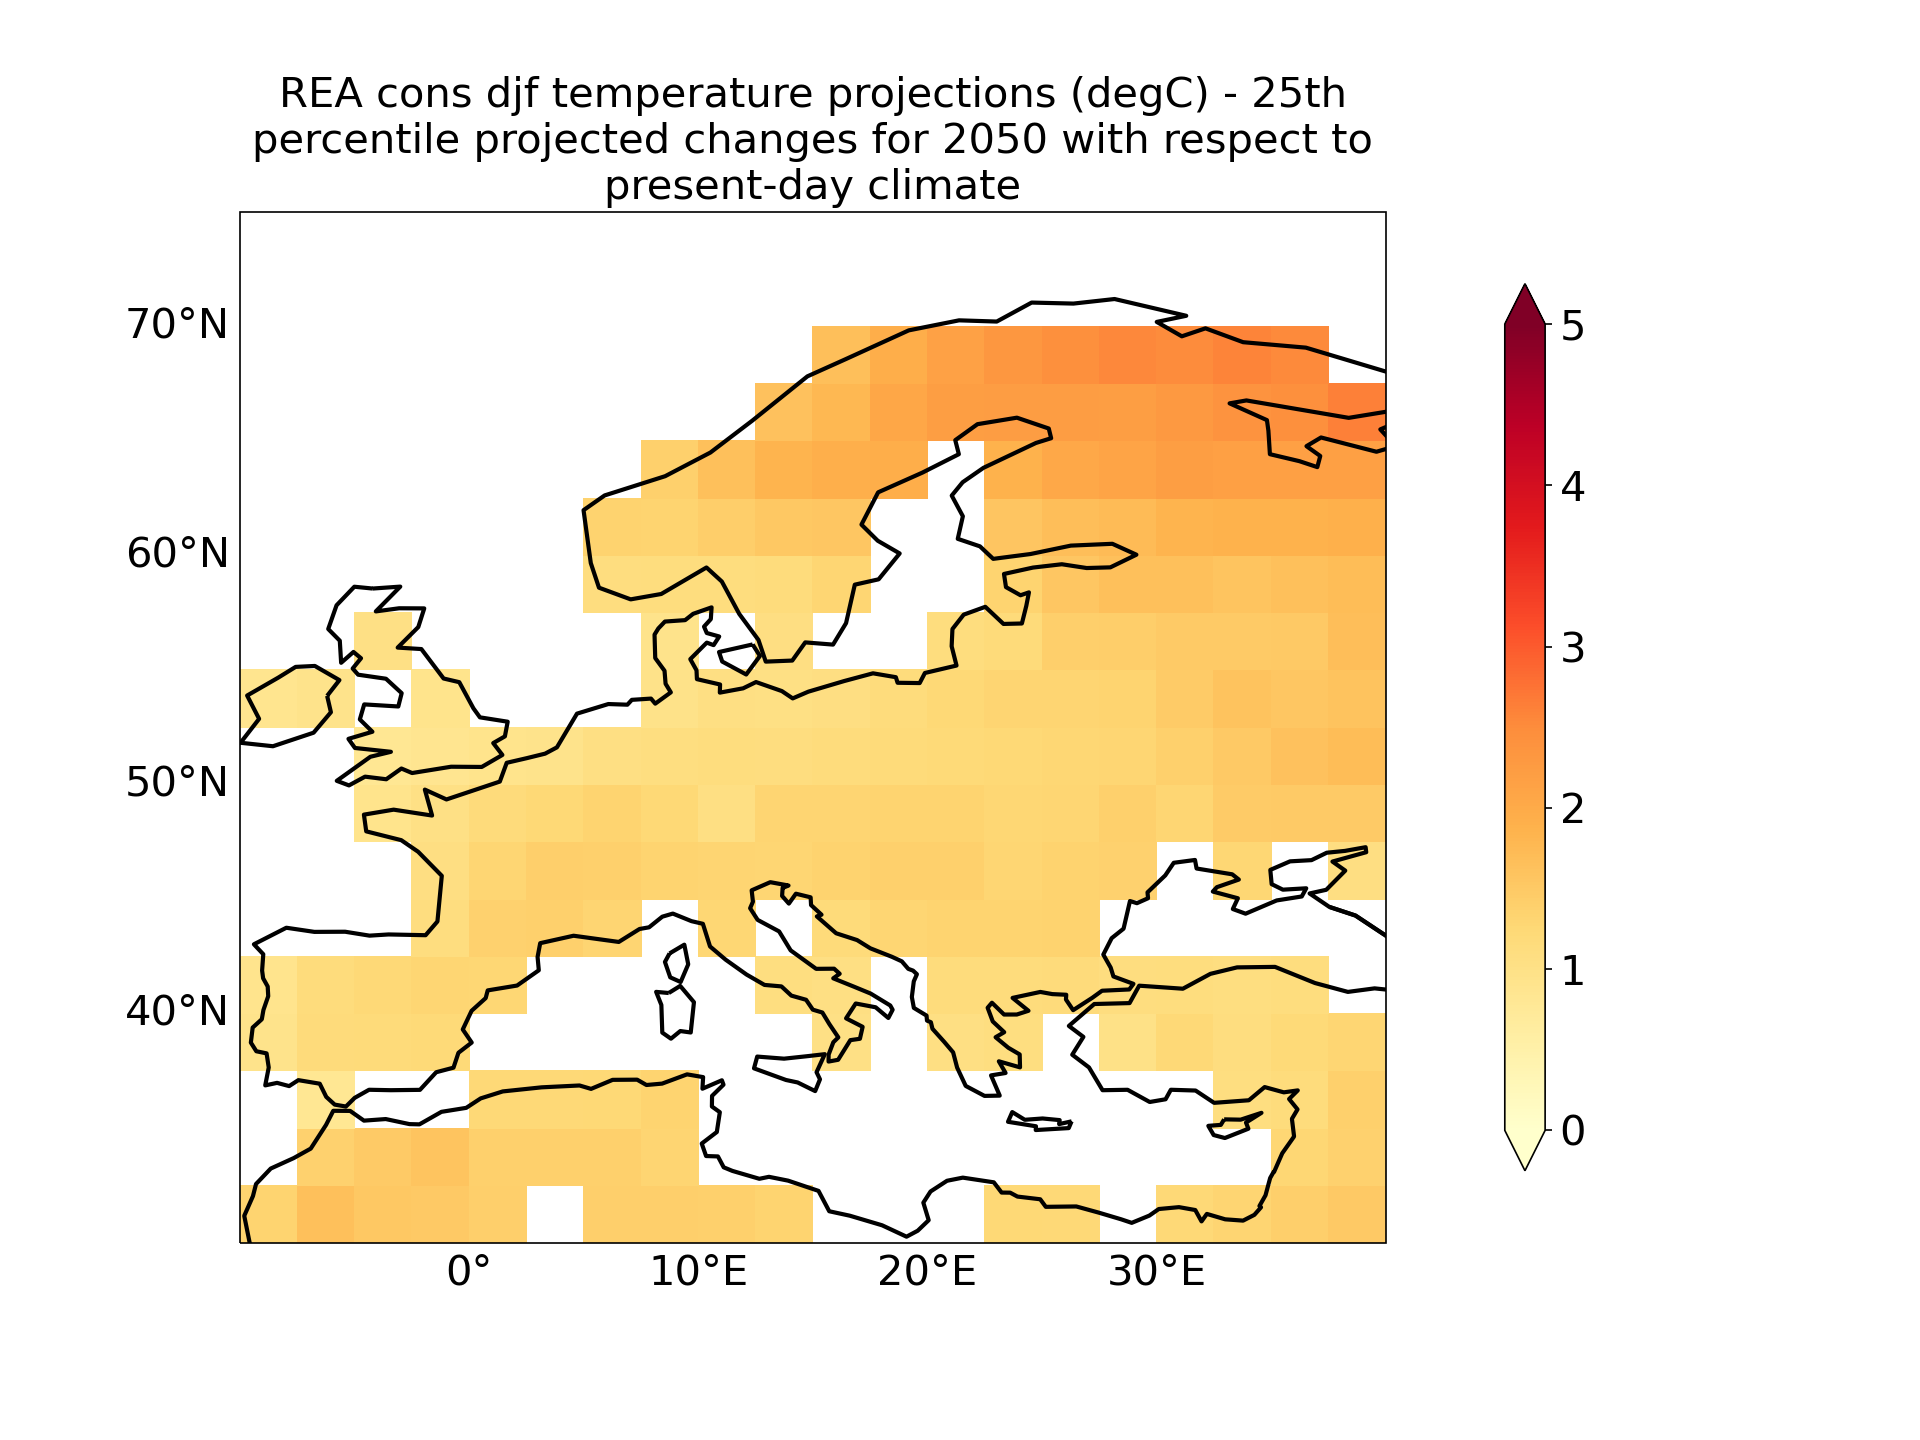 REA cons djf temperature projections (degC) - 25th
percentile projected changes for 2050 with respect to
present-day climate
70°N
60°N
50°N
40°N
0°
10°E
20°E
30°E
5
4
3
2
1
0